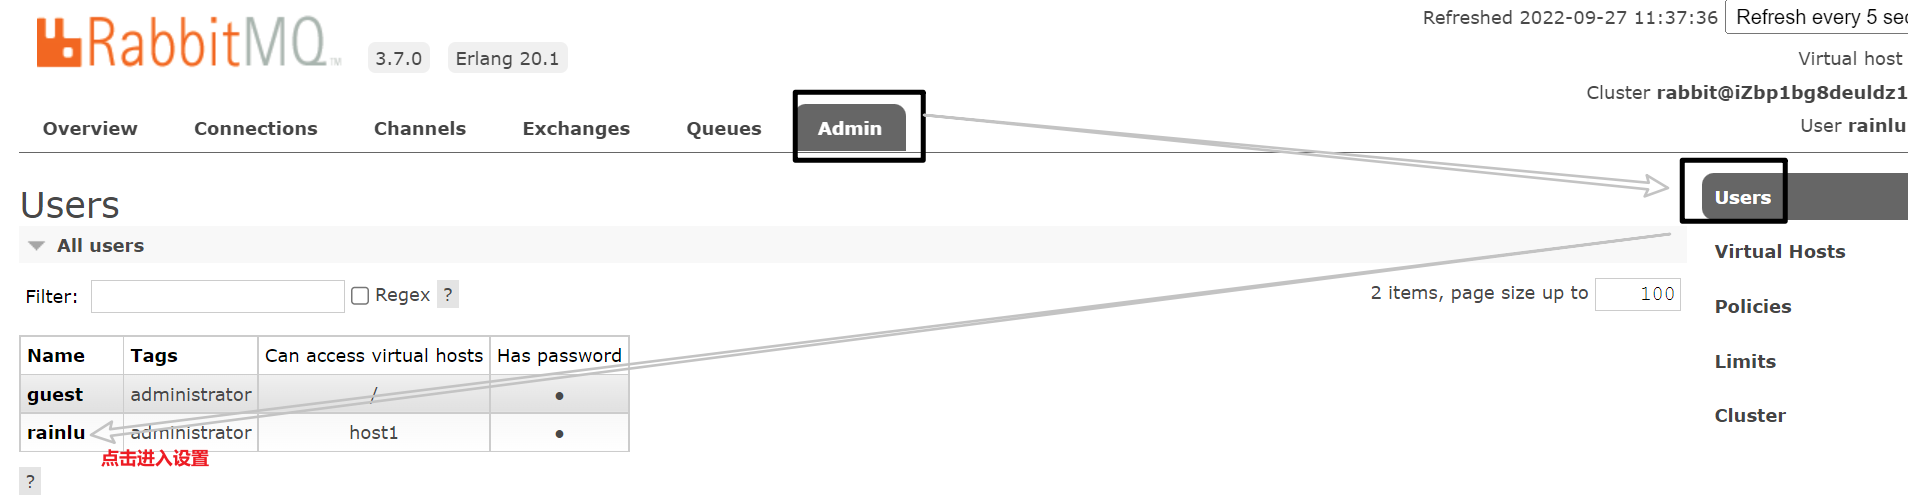 Refreshed 2022-09-27 11:37:36 Refresh every 5 sec
RabbitMQ TM 3.7.0 Erlang 20.1
Virtual host
Cluster rabbit@iZbp1bg8deuldz1
User rainlu
Overview Connections Channels Exchanges Queues Admin
Users
Users
All users
Virtual Hosts
Policies
Limits
Cluster
Filter: Regex ? 2 items, page size up to 100
Name Tags Can access virtual hosts Has password
guest administrator / ●
rainlu administrator host1 ●
点击进入设置
?